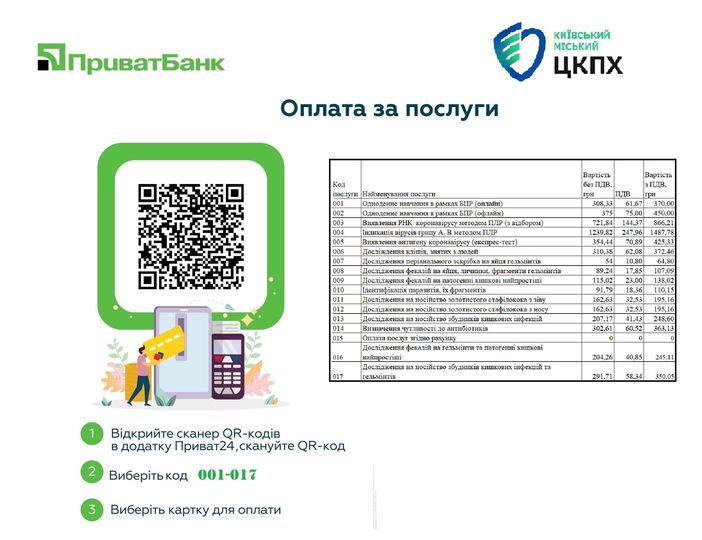 ПриватБанк
КИЇВСЬКИЙ
МІСЬКИЙ
ЦКПХ
Оплата за послуги
Код послуги Найменування послуги Вартість без ПДВ, грн ПДВ Вартість з ПДВ, грн
001 Одноденне навчання в рамках БПР (онлайн) 308,33 61,67 370,00
002 Одноденне навчання в рамках БПР (офлайн) 375 75,00 450,00
003 Виявлення РНК коронавірусу методом ПЛР (з відбором) 721,84 144,37 866,21
004 Індикація вірусів грипу А, В методом ПЛР 1239,82 247,96 1487,78
005 Виявлення антигену коронавірусу (експрес-тест) 354,44 70,89 425,33
006 Дослідження кліщів, знятих з людей 310,38 62,08 372,46
007 Дослідження періанального зскрібка на яйця гельмінтів 54 10,80 64,80
008 Дослідження фекалій на яйця, личинки, фрагменти гельмінтів 89,24 17,85 107,09
009 Дослідження фекалій на патогенні кишкові найпростіші 115,02 23,00 138,02
010 Ідентифікація паразитів, їх фрагментів 91,79 18,36 110,15
011 Дослідження на носійство золотистого стафілокока з зіву 162,63 32,53 195,16
012 Дослідження на носійство золотистого стафілокока з носу 162,63 32,53 195,16
013 Дослідження на носійство збудників кишкових інфекцій 207,17 41,43 248,60
014 Визначення чутливості до антибіотиків 302,61 60,52 363,13
015 Оплата послуг згідно рахунку 0 0 0
016 Дослідження фекалій на гельмінти та патогенні кишкові найпростіші 204,26 40,85 245,11
017 Дослідження на носійство збудників кишкових інфекцій та гельмінтів 291,71 58,34 350,05
1 Відкрийте сканер QR-кодів
в додатку Приват24, скануйте QR-код
2 Виберіть код 001-017
3 Виберіть картку для оплати